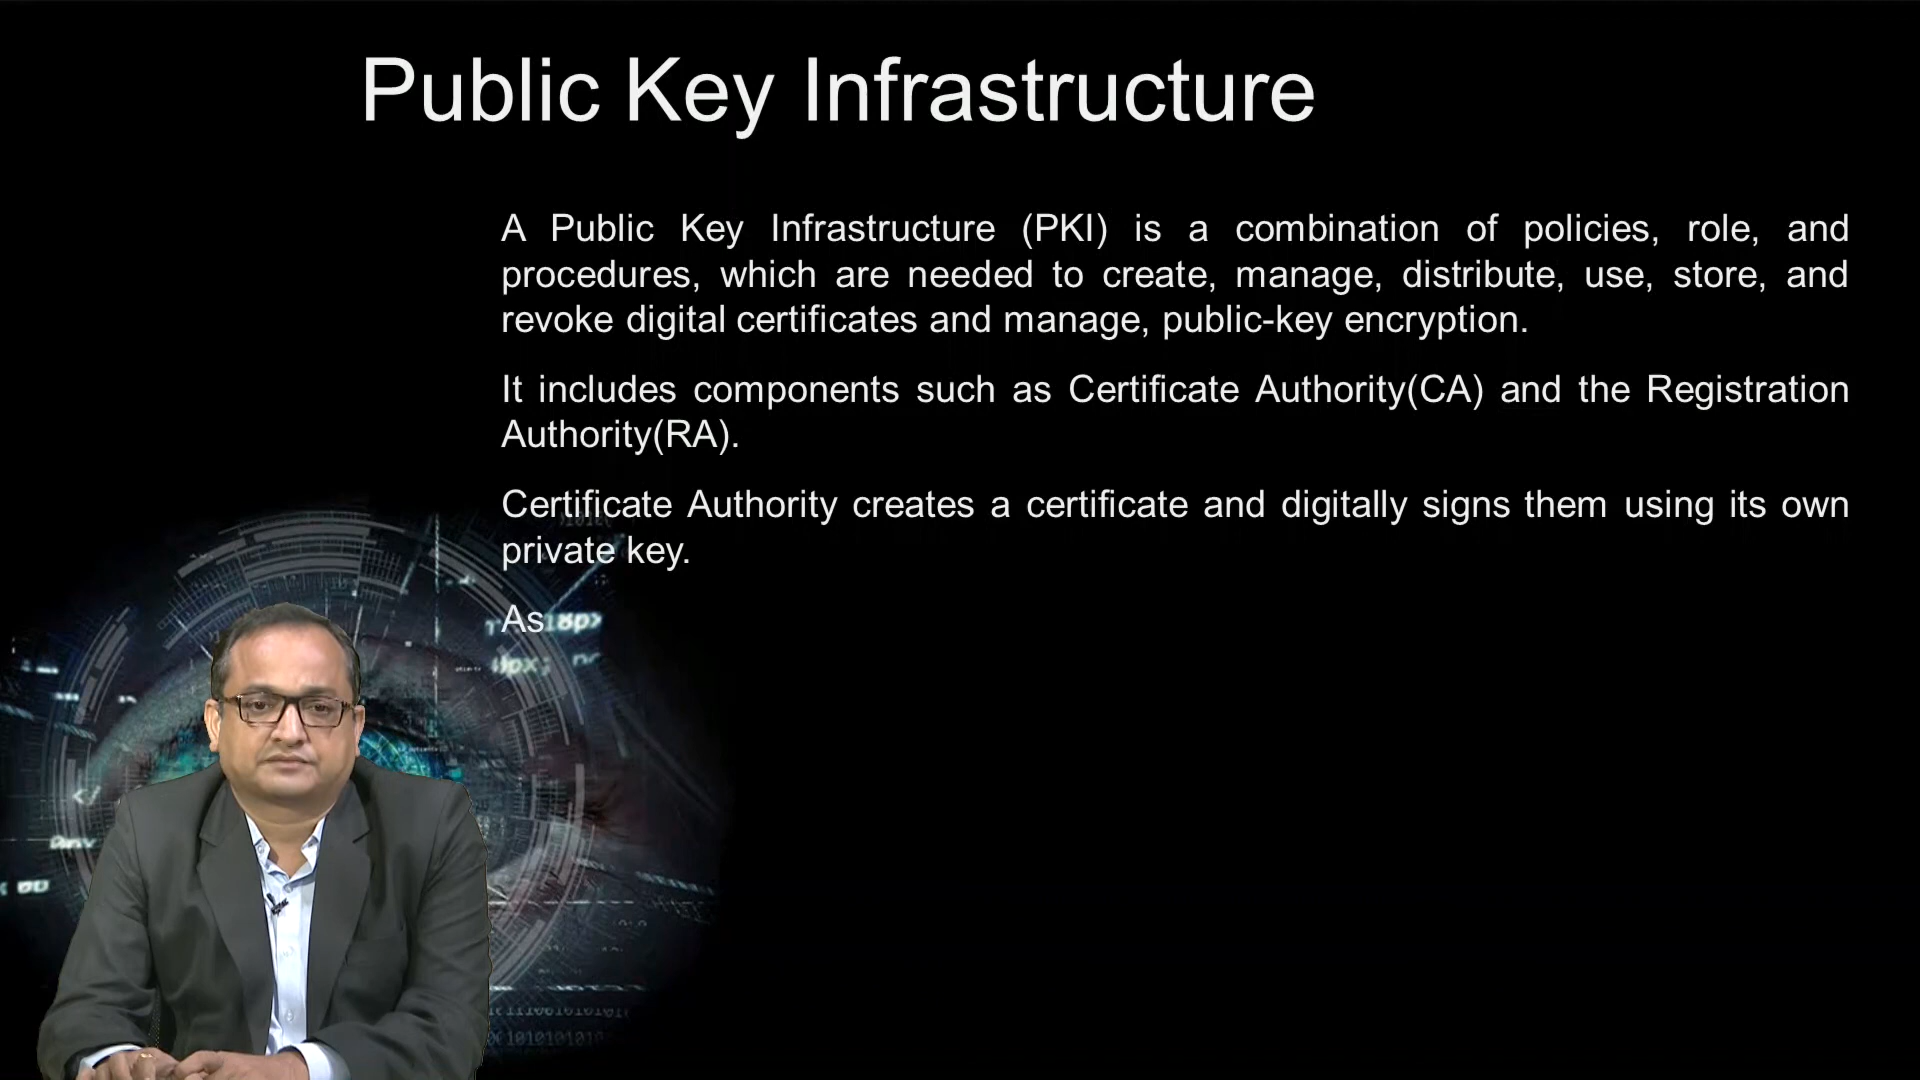 Public Key Infrastructure
A Public Key Infrastructure (PKI) is a combination of policies, role, and
procedures, which are needed to create, manage, distribute, use, store, and
revoke digital certificates and manage, public-key encryption.
It includes components such as Certificate Authority(CA) and the Registration
Authority(RA).
Certificate Authority creates a certificate and digitally signs them using its own
private key.
As